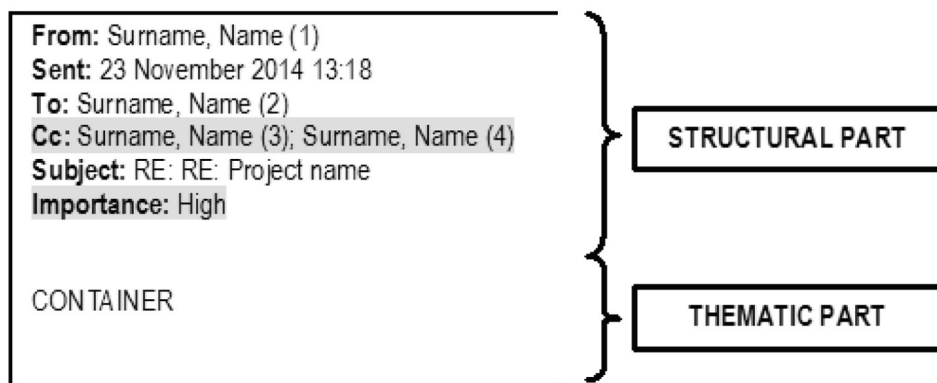 From: Surname, Name (1)
Sent: 23 November 2014 13:18
To: Surname, Name (2)
Cc: Surname, Name (3); Surname, Name (4)
Subject: RE: RE: Project name
Importance: High
CONTAINER
STRUCTURAL PART
THEMATIC PART